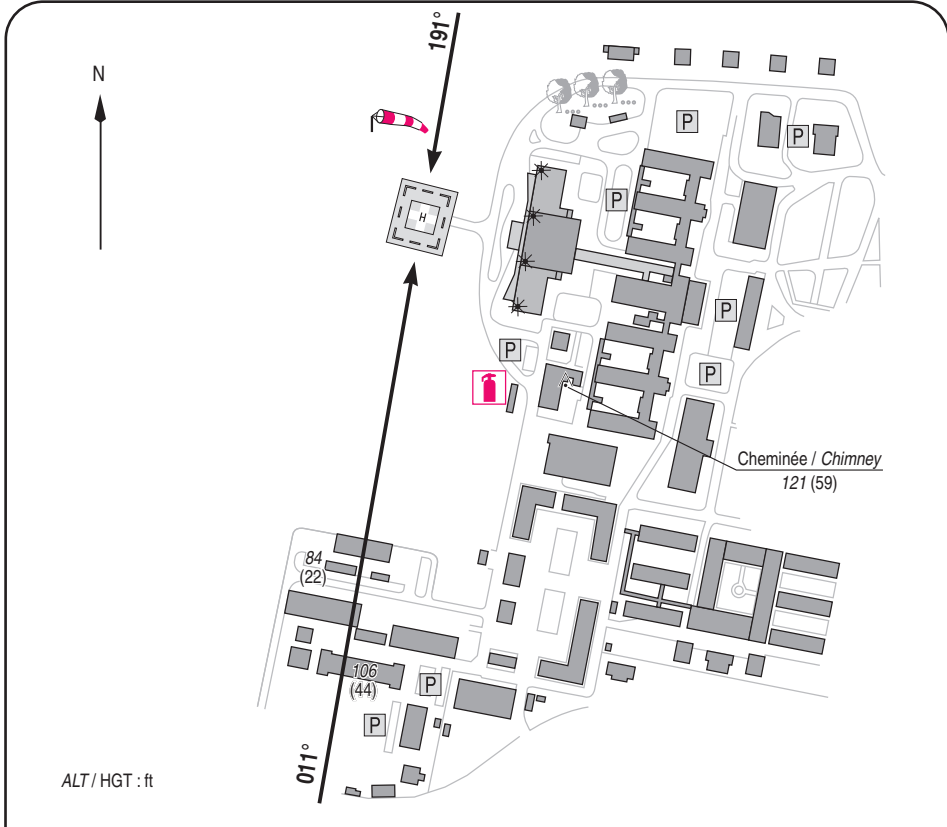 191°
N
P
P
P
H
P
P
P
Cheminée / Chimney
121 (59)
84
(22)
106
(44)
P
P
011°
ALT / HGT : ft